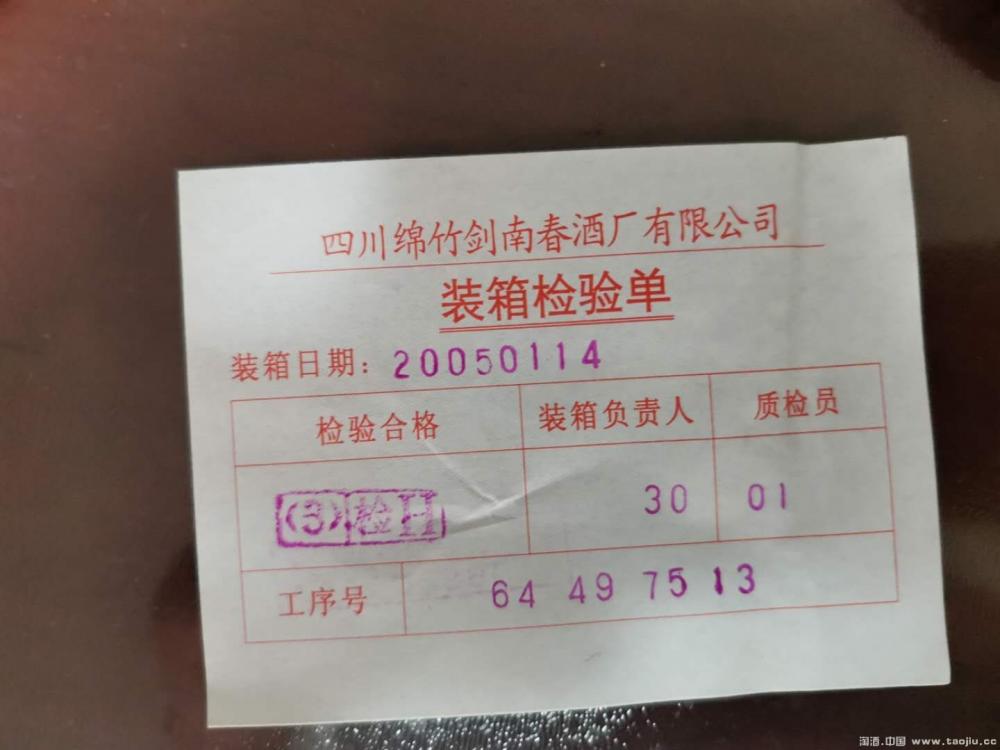 四川绵竹剑南春酒厂有限公司
装箱检验单
装箱日期: 20050114
检验合格 装箱负责人 质检员
(3)检H 30 01
工序号 64 49 75 13
淘酒.中国 www.taojiu.cc